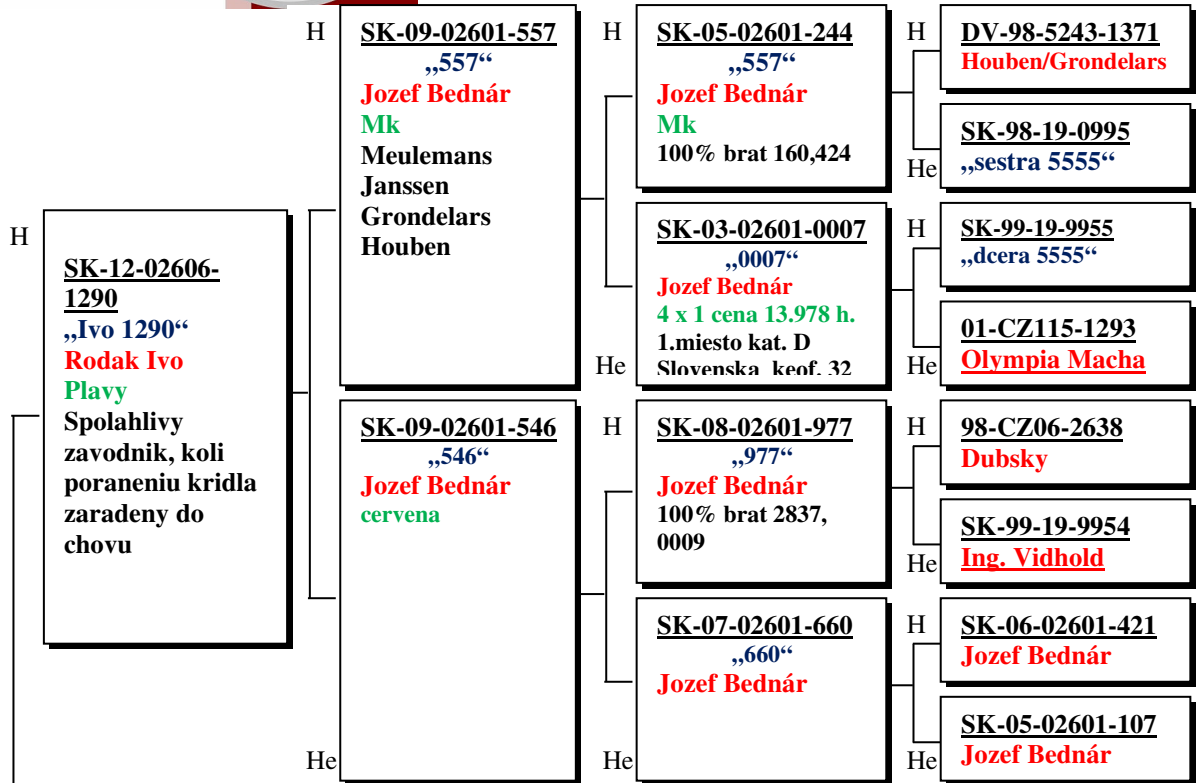 H
SK-12-02606-
1290
„Ivo 1290“
Rodak Ivo
Plavy
Spolahlivy
zavodnik, koli
poraneniu kridla
zaradeny do
chovu
H
SK-09-02601-557
„557“
Jozef Bednár
Mk
Meulemans
Janssen
Grondelars
Houben
He
SK-09-02601-546
„546“
Jozef Bednár
cervena
H
SK-05-02601-244
„557“
Jozef Bednár
Mk
100% brat 160,424
He
SK-03-02601-0007
„0007“
Jozef Bednár
4 x 1 cena 13.978 h.
1.miesto kat. D
Slovenska keof. 32
H
SK-08-02601-977
„977“
Jozef Bednár
100% brat 2837,
0009
He
SK-07-02601-660
„660“
Jozef Bednár
H
DV-98-5243-1371
Houben/Grondelars
He
SK-98-19-0995
„sestra 5555“
H
SK-99-19-9955
„dcera 5555“
He
01-CZ115-1293
Olympia Macha
H
98-CZ06-2638
Dubsky
He
SK-99-19-9954
Ing. Vidhold
H
SK-06-02601-421
Jozef Bednár
He
SK-05-02601-107
Jozef Bednár